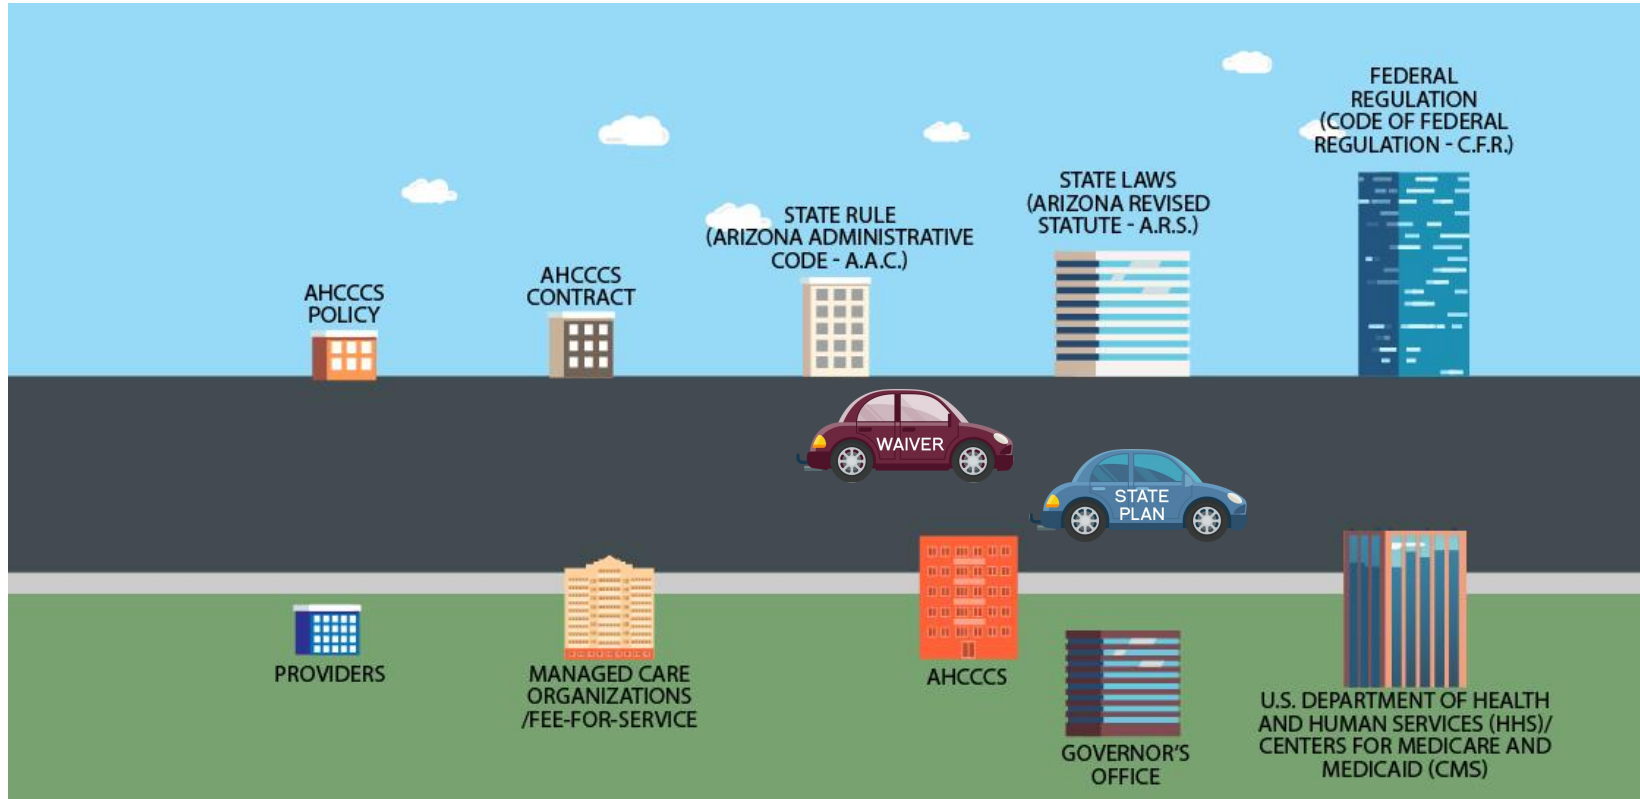 AHCCCS
POLICY
AHCCCS
CONTRACT
STATE RULE
(ARIZONA ADMINISTRATIVE
CODE - A.A.C.)
STATE LAWS
(ARIZONA REVISED
STATUTE - A.R.S.)
FEDERAL
REGULATION
(CODE OF FEDERAL
REGULATION - C.F.R.)
WAIVER
STATE
PLAN
PROVIDERS
MANAGED CARE
ORGANIZATIONS
/FEE-FOR-SERVICE
AHCCCS
GOVERNOR'S
OFFICE
U.S. DEPARTMENT OF HEALTH
AND HUMAN SERVICES (HHS)/
CENTERS FOR MEDICARE AND
MEDICAID (CMS)